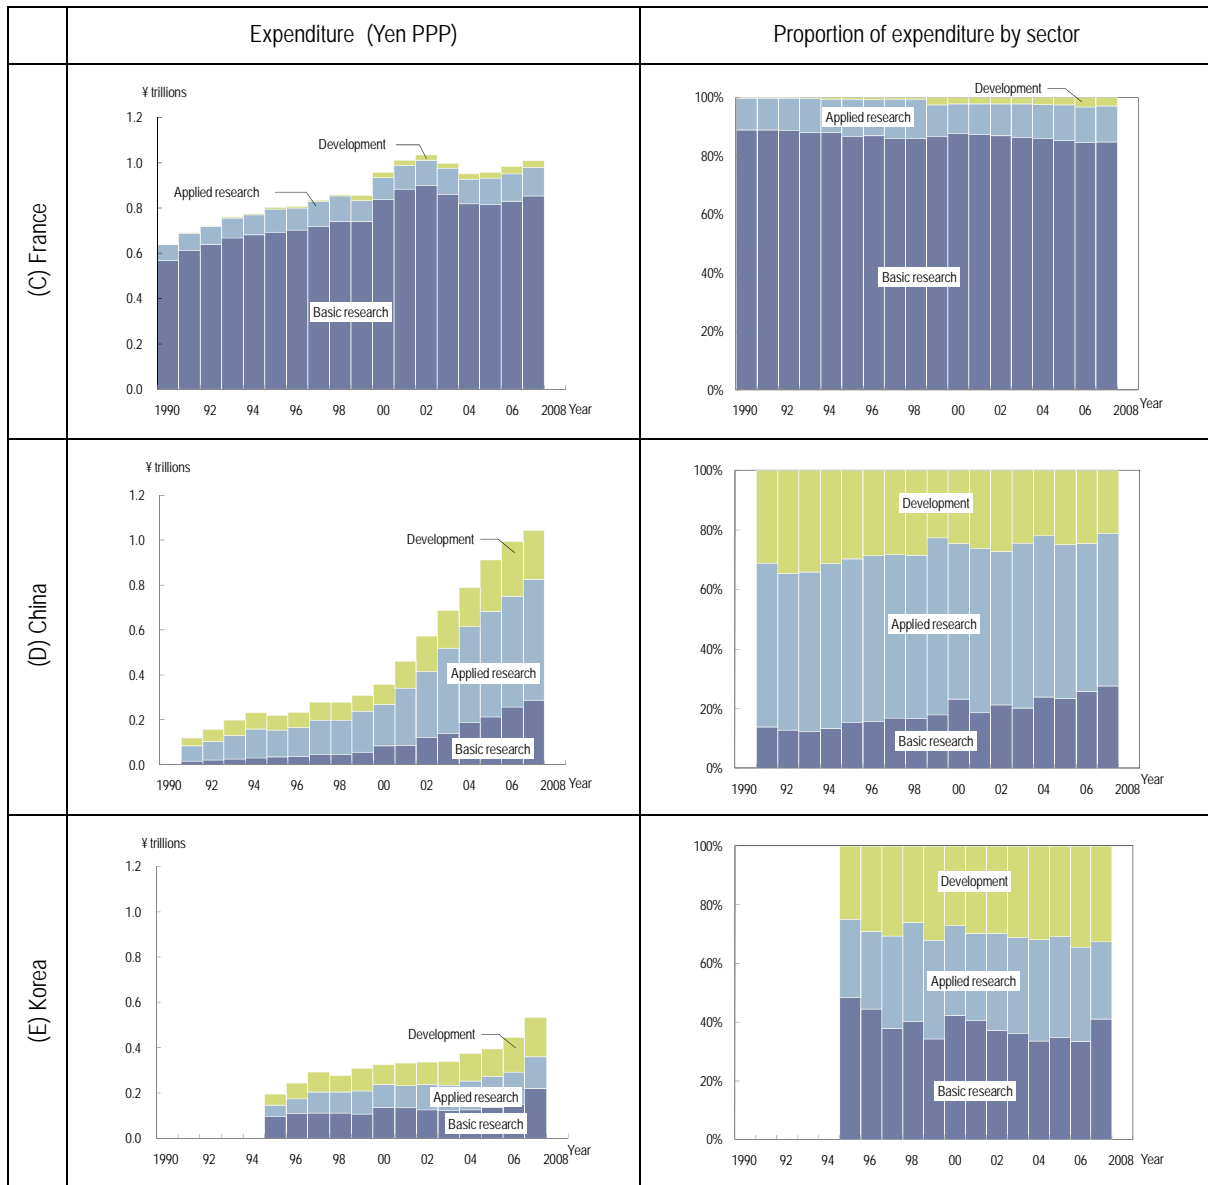 Expenditure (Yen PPP)
Proportion of expenditure by sector
(C) France
¥ trillions
1.2
1.0
0.8
0.6
0.4
0.2
0.0
Development
Applied research
Basic research
1990 92 94 96 98 00 02 04 06 2008 Year
100%
80%
60%
40%
20%
0%
Development
Applied research
Basic research
1990 92 94 96 98 00 02 04 06 2008 Year
(D) China
¥ trillions
1.2
1.0
0.8
0.6
0.4
0.2
0.0
Development
Applied research
Basic research
1990 92 94 96 98 00 02 04 06 2008 Year
100%
80%
60%
40%
20%
0%
Development
Applied research
Basic research
1990 92 94 96 98 00 02 04 06 2008 Year
(E) Korea
¥ trillions
1.2
1.0
0.8
0.6
0.4
0.2
0.0
Development
Applied research
Basic research
1990 92 94 96 98 00 02 04 06 2008 Year
100%
80%
60%
40%
20%
0%
Development
Applied research
Basic research
1990 92 94 96 98 00 02 04 06 2008 Year